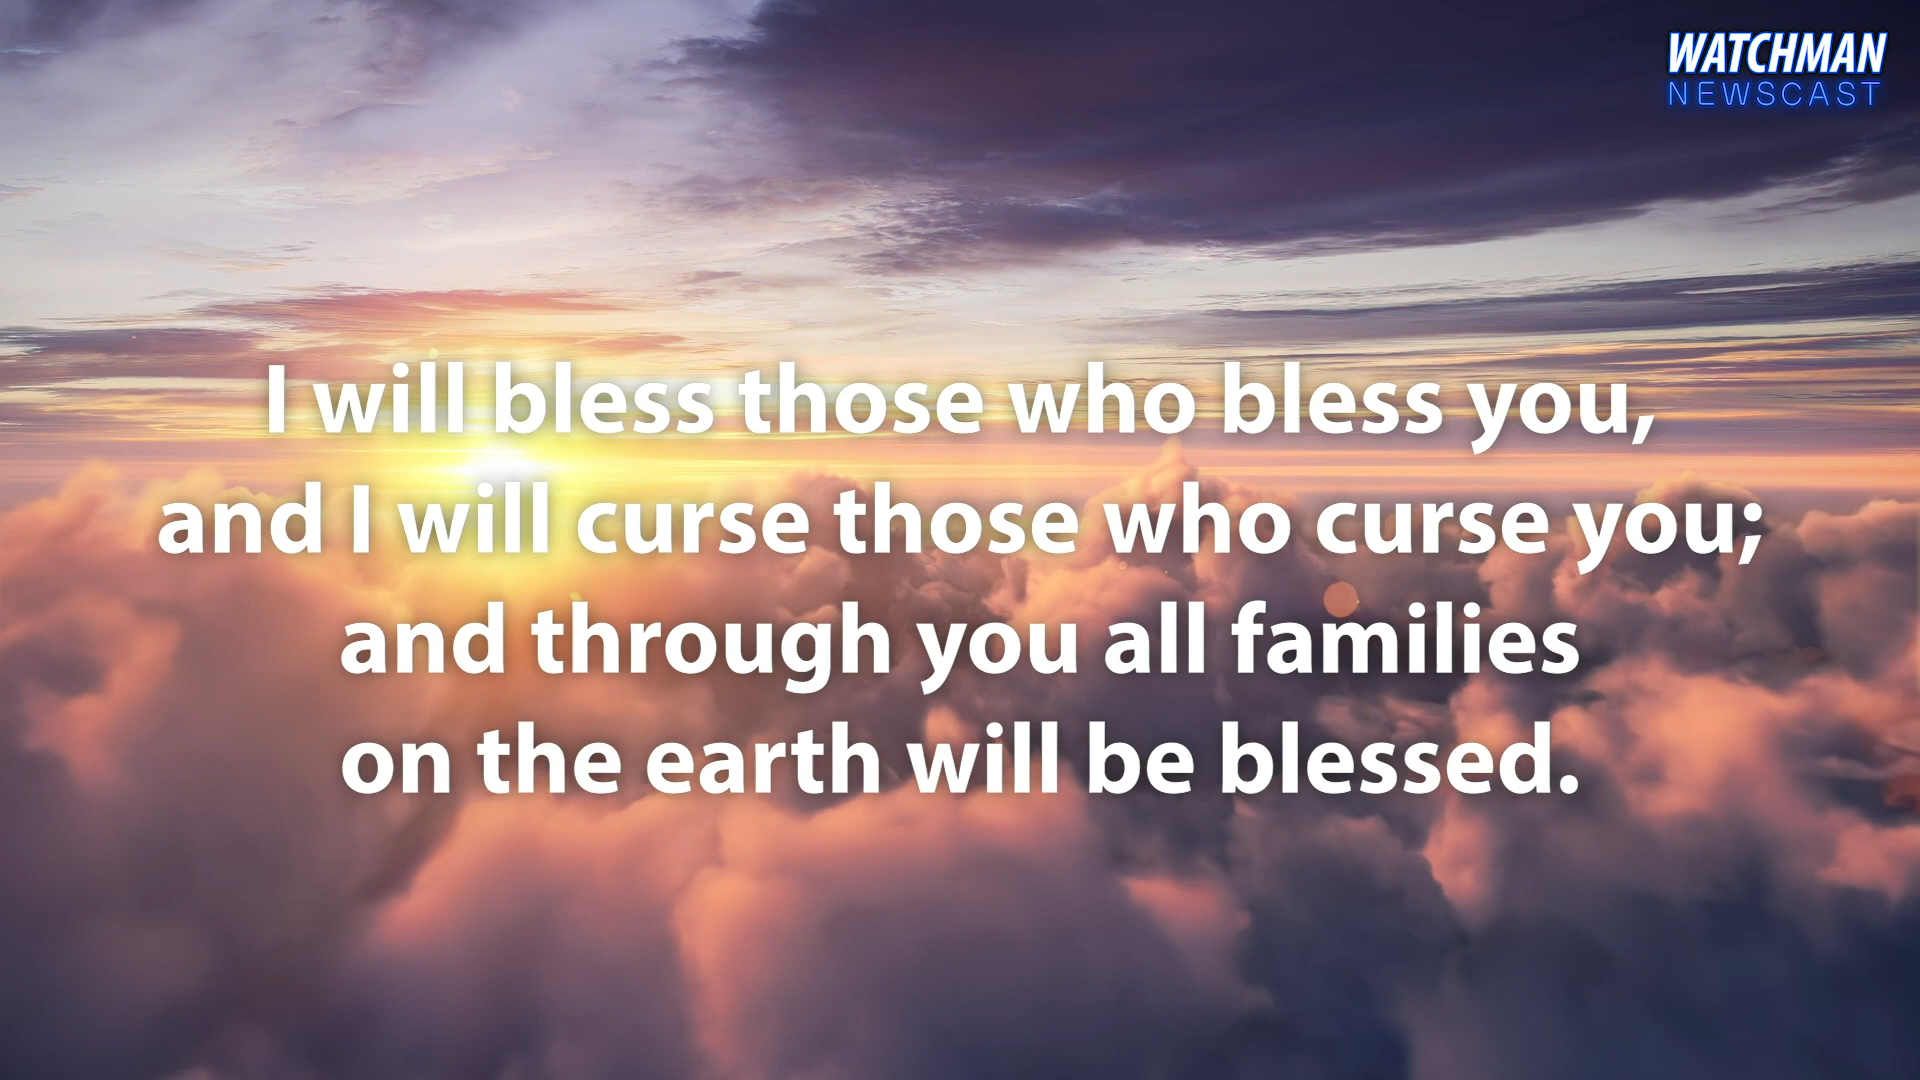 WATCHMAN
NEWSCAST
I will bless those who bless you,
and I will curse those who curse you;
and through you all families
on the earth will be blessed.